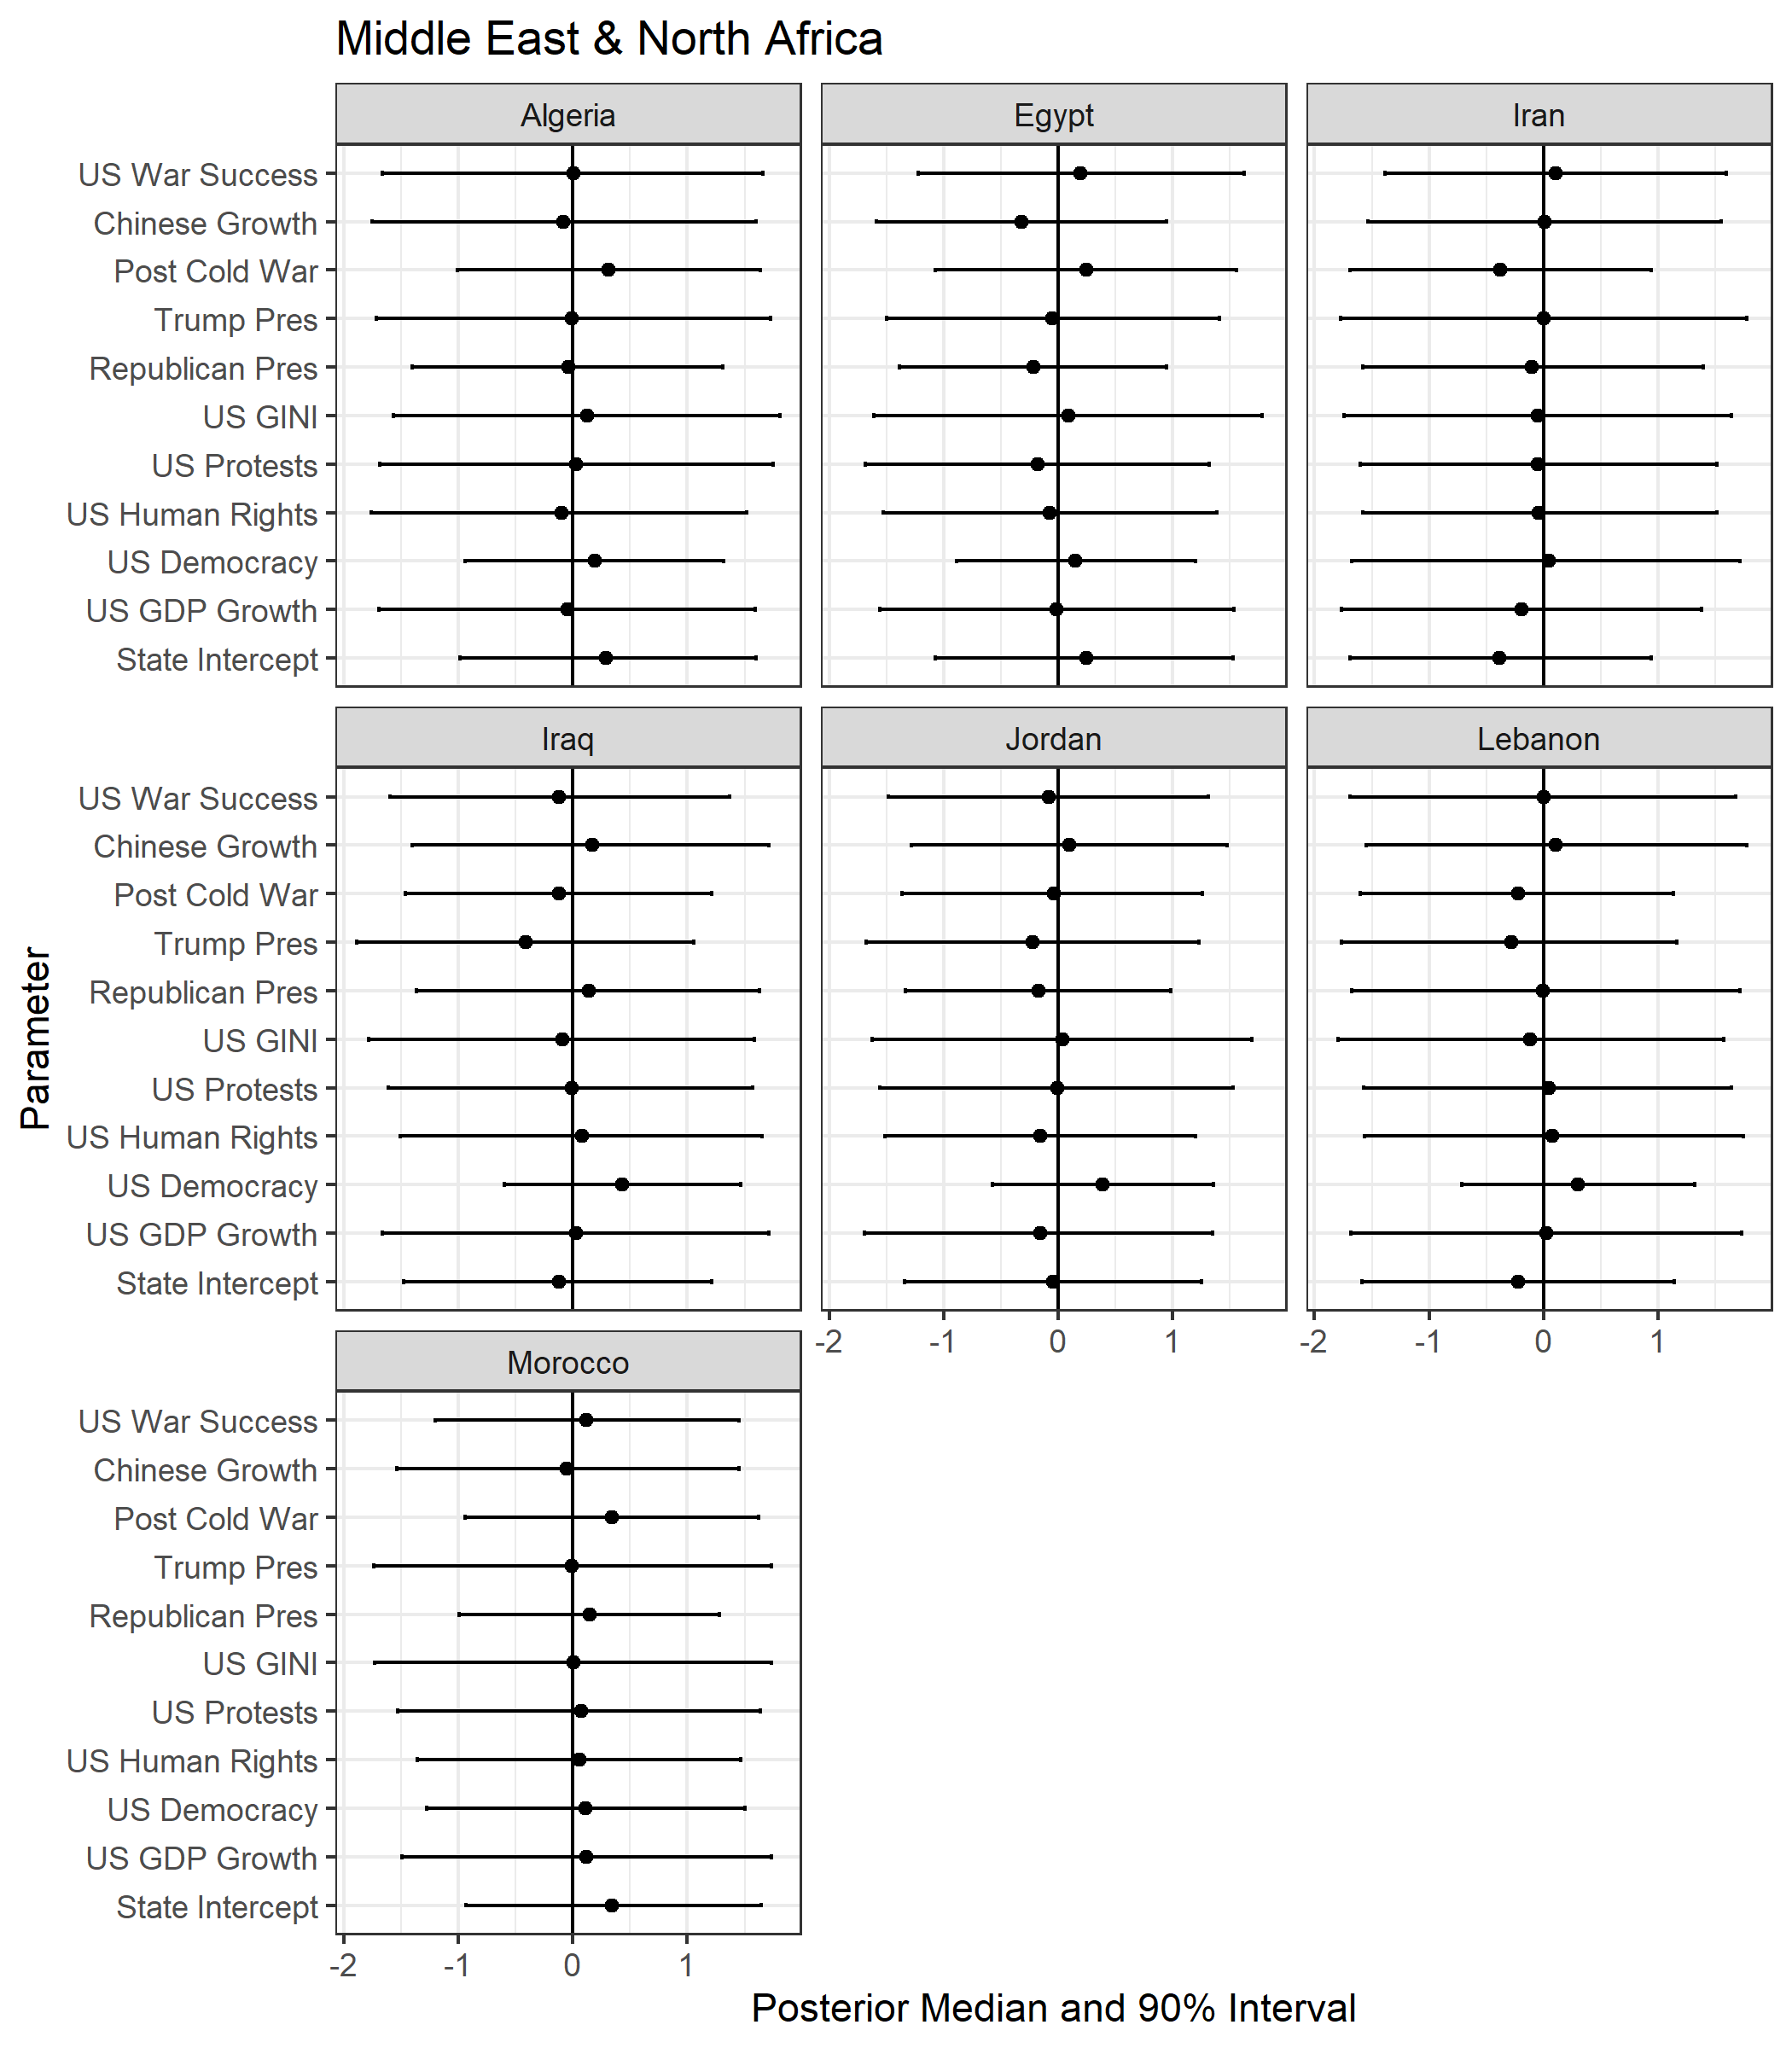 Middle East & North Africa
Algeria
Egypt
Iran
US War Success
Chinese Growth
Post Cold War
Trump Pres
Republican Pres
US GINI
US Protests
US Human Rights
US Democracy
US GDP Growth
State Intercept
Iraq
Jordan
Lebanon
US War Success
Chinese Growth
Post Cold War
Trump Pres
Republican Pres
US GINI
US Protests
US Human Rights
US Democracy
US GDP Growth
State Intercept
-2 -1 0 1
-2 -1 0 1
Morocco
US War Success
Chinese Growth
Post Cold War
Trump Pres
Republican Pres
US GINI
US Protests
US Human Rights
US Democracy
US GDP Growth
State Intercept
-2 -1 0 1
Parameter
Posterior Median and 90% Interval